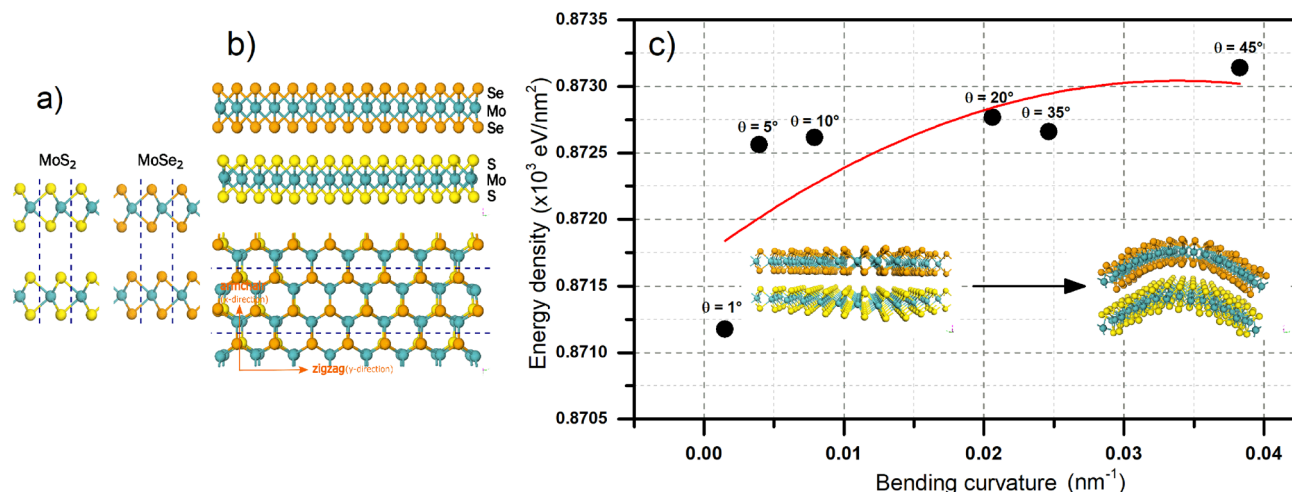 a)
MoS2
MoSe2
b)
Se
Mo
Se
S
Mo
S
armchair
(x-direction)
zigzag(y-direction)
c)
Energy density (x10³ eV/nm²)
0.8735
0.8730
0.8725
0.8720
0.8715
0.8710
0.8705
θ = 1°
θ = 5°
θ = 10°
θ = 20°
θ = 35°
θ = 45°
0.00
0.01
0.02
0.03
0.04
Bending curvature (nm⁻¹)